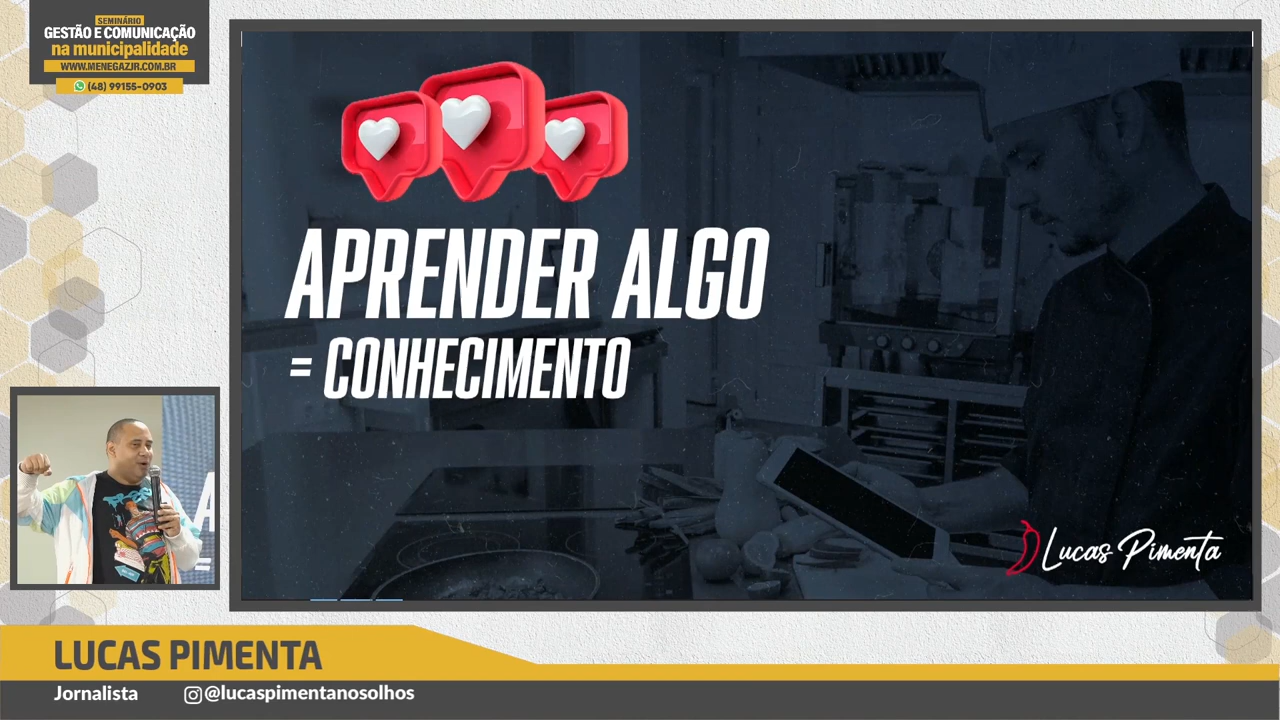 SEMINÁRIO
GESTÃO E COMUNICAÇÃO
na municipalidade
WWW.MENEGAZJR.COM.BR
(48) 99155-0903
APRENDER ALGO
= CONHECIMENTO
Lucas Pimenta
LUCAS PIMENTA
Jornalista @lucaspimentanosolhos